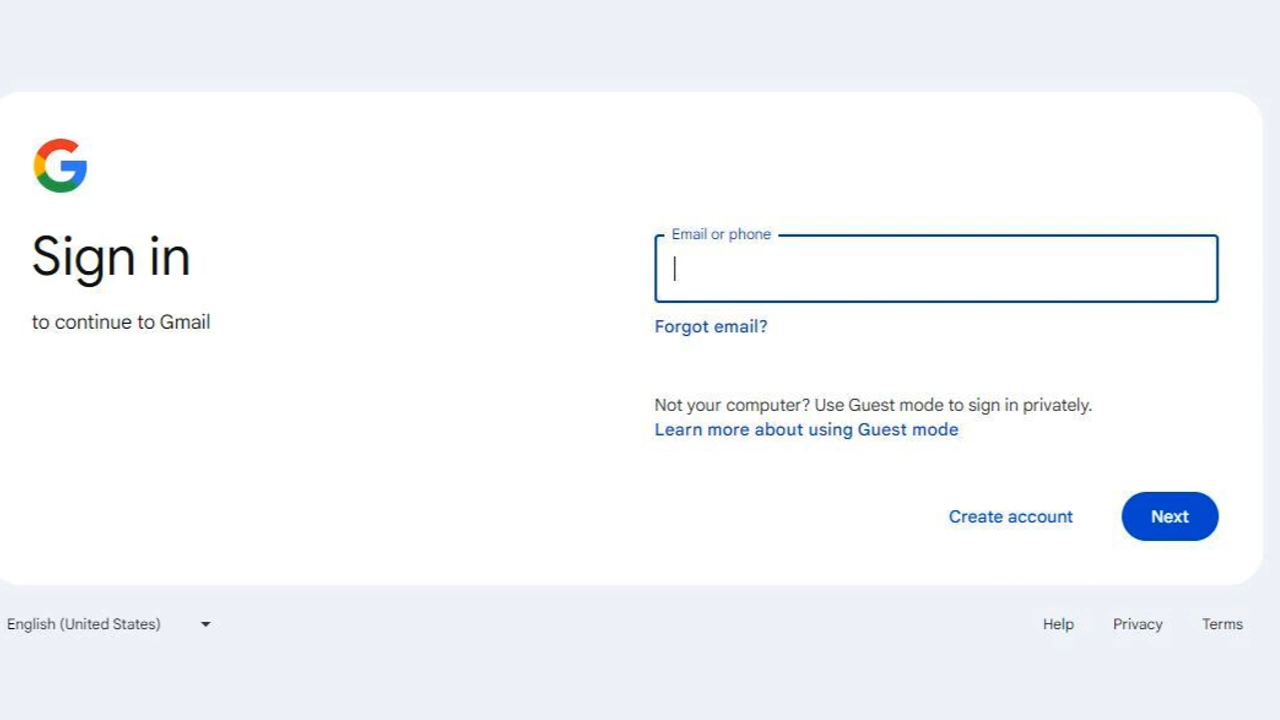 Sign in
to continue to Gmail
Email or phone
Forgot email?
Not your computer? Use Guest mode to sign in privately.
Learn more about using Guest mode
Create account
Next
English (United States)
Help
Privacy
Terms